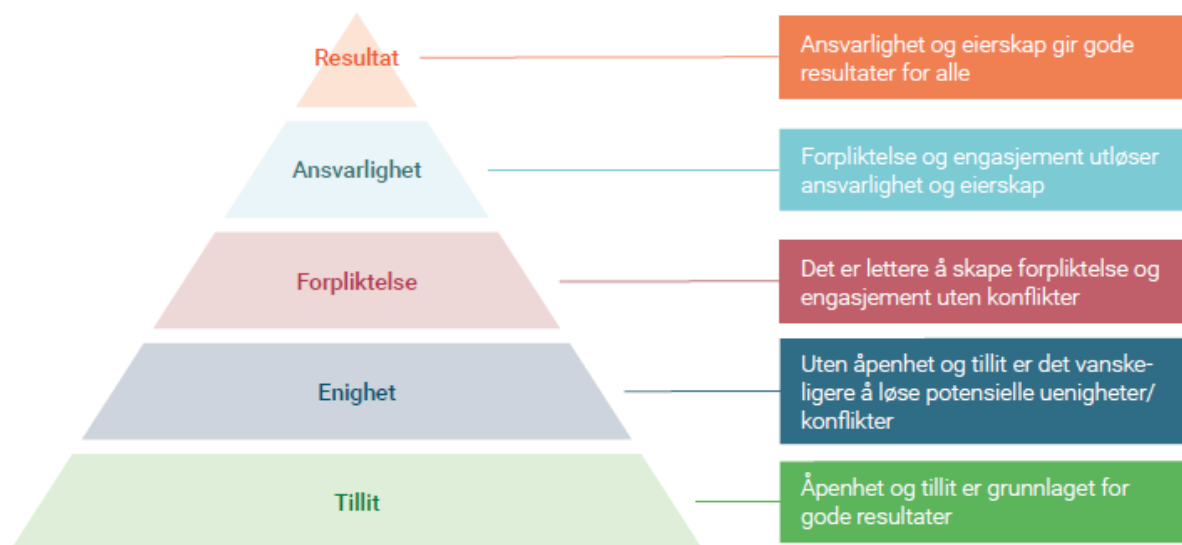 Resultat
Ansvarlighet og eierskap gir gode
resultater for alle
Ansvarlighet
Forpliktelse og engasjement utløser
ansvarlighet og eierskap
Forpliktelse
Det er lettere å skape forpliktelse og
engasjement uten konflikter
Enighet
Uten åpenhet og tillit er det vanske-
ligere å løse potensielle uenigheter/
konflikter
Tillit
Åpenhet og tillit er grunnlaget for
gode resultater